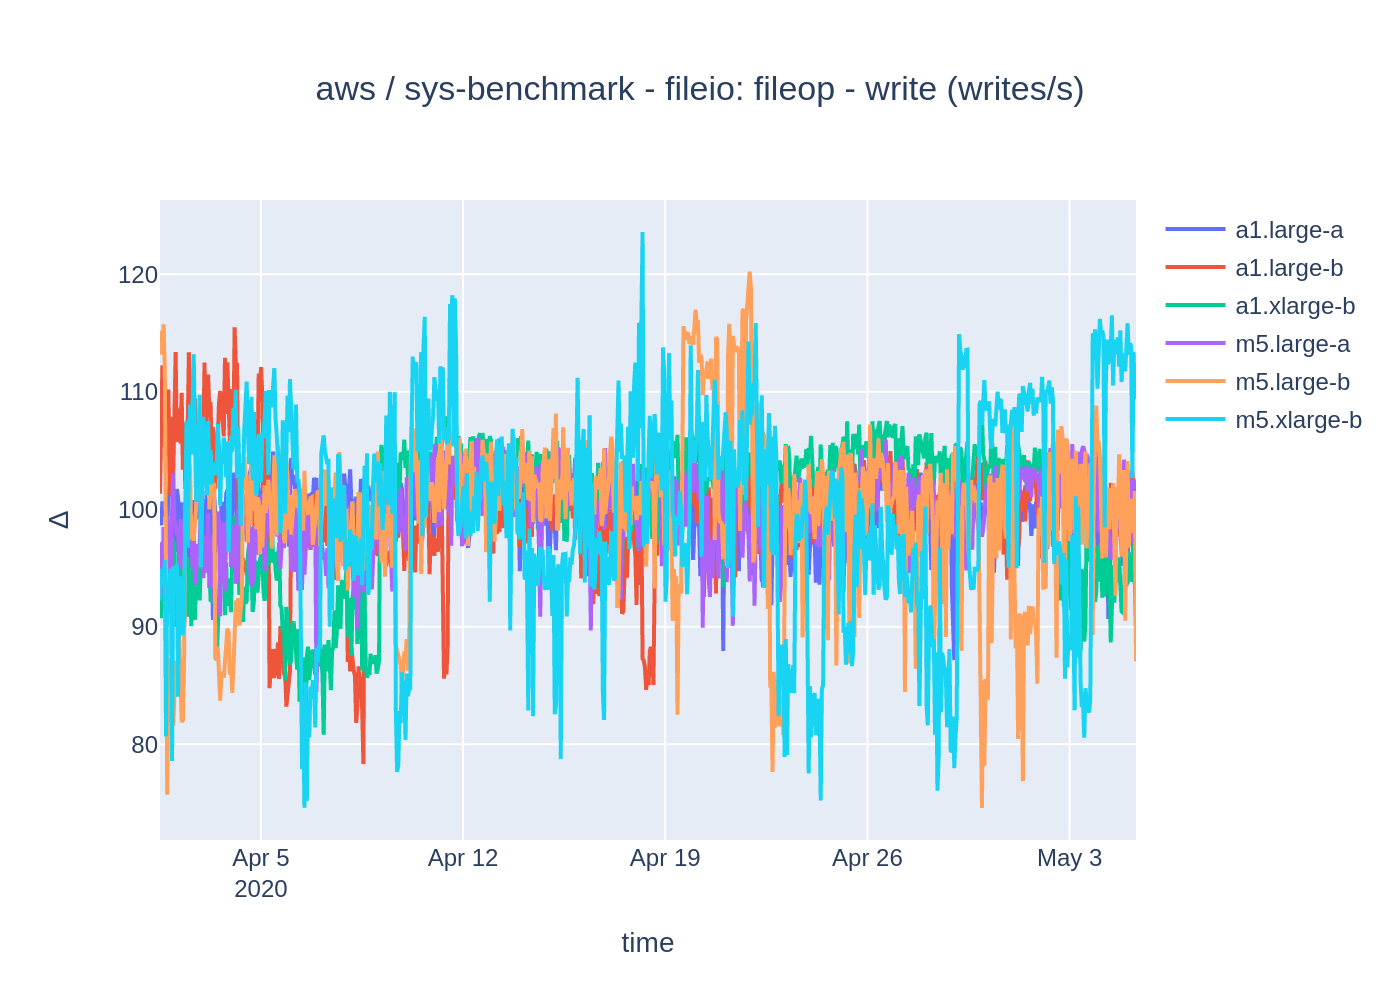 aws / sys-benchmark - fileio: fileop - write (writes/s)
a1.large-a
a1.large-b
a1.xlarge-b
m5.large-a
m5.large-b
m5.xlarge-b
Δ
120
110
100
90
80
Apr 5
2020
Apr 12
Apr 19
Apr 26
May 3
time